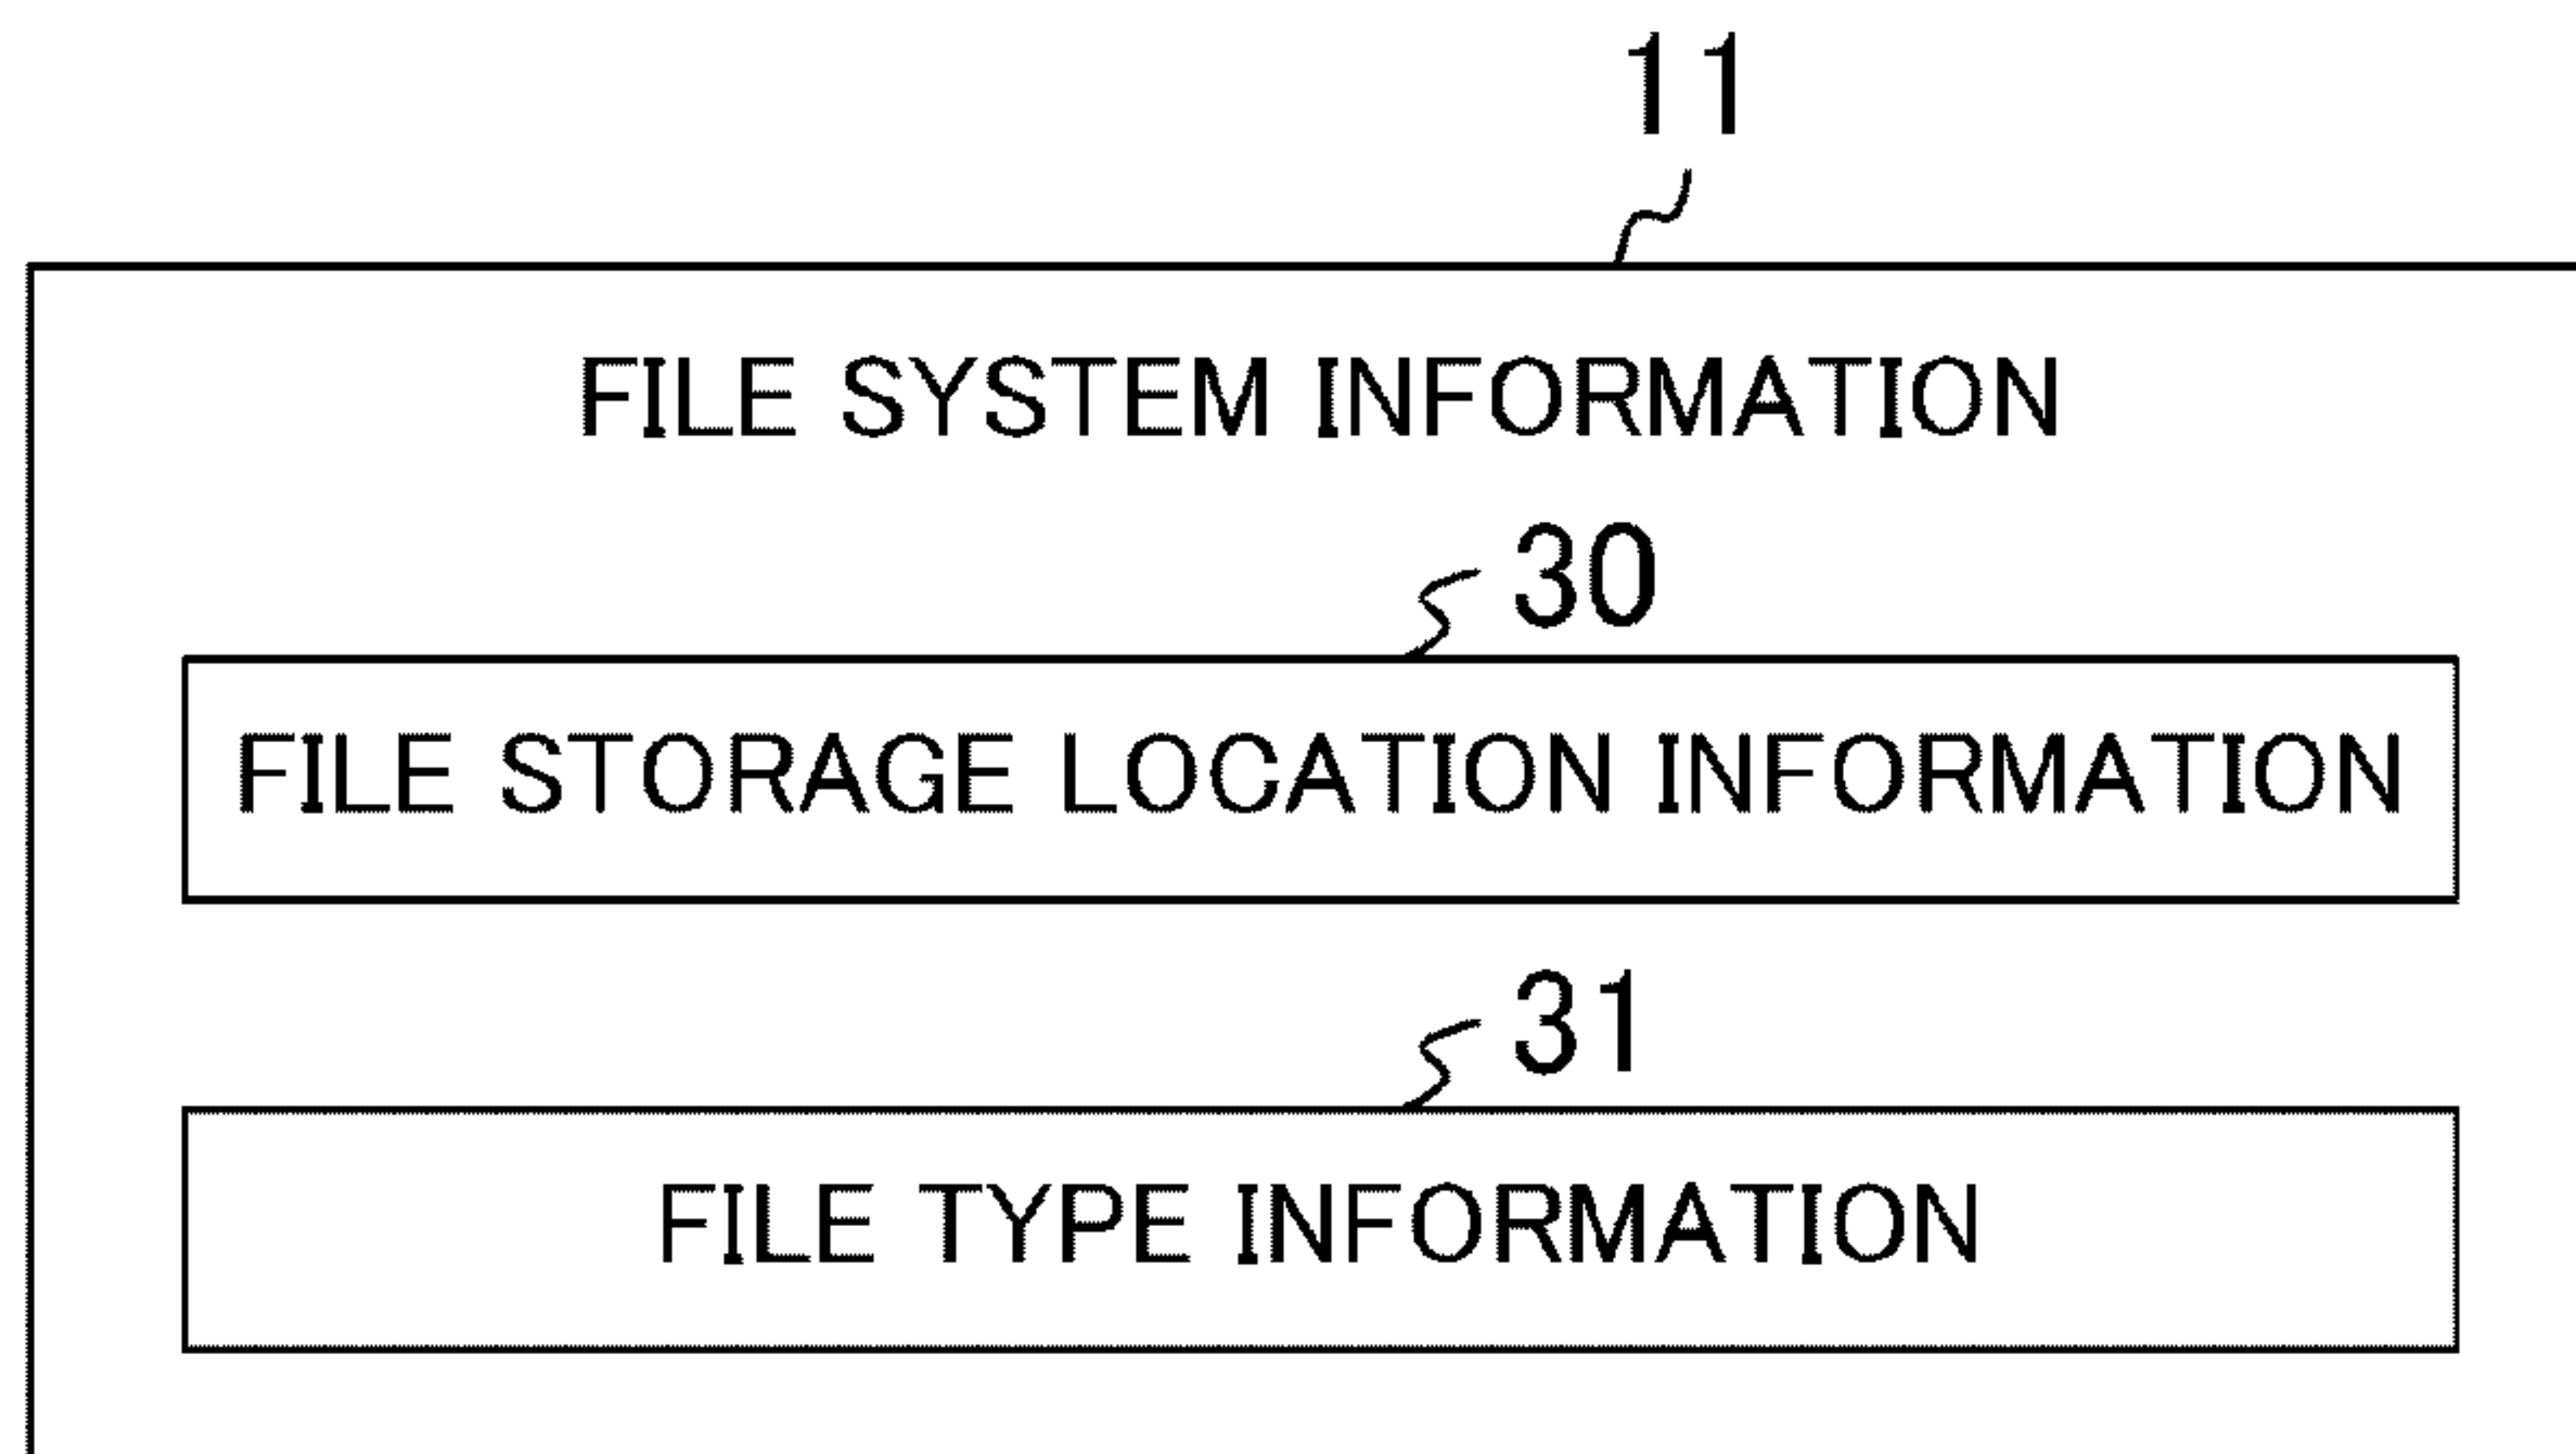 11
FILE SYSTEM INFORMATION
30
FILE STORAGE LOCATION INFORMATION
31
FILE TYPE INFORMATION